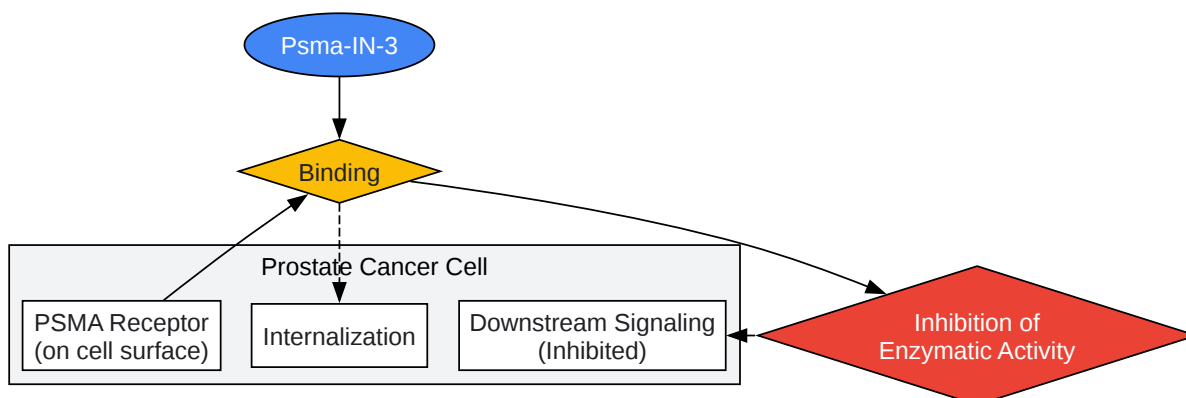 Psma-IN-3
Binding
Prostate Cancer Cell
PSMA Receptor
(on cell surface)
Internalization
Downstream Signaling
(Inhibited)
Inhibition of
Enzymatic Activity